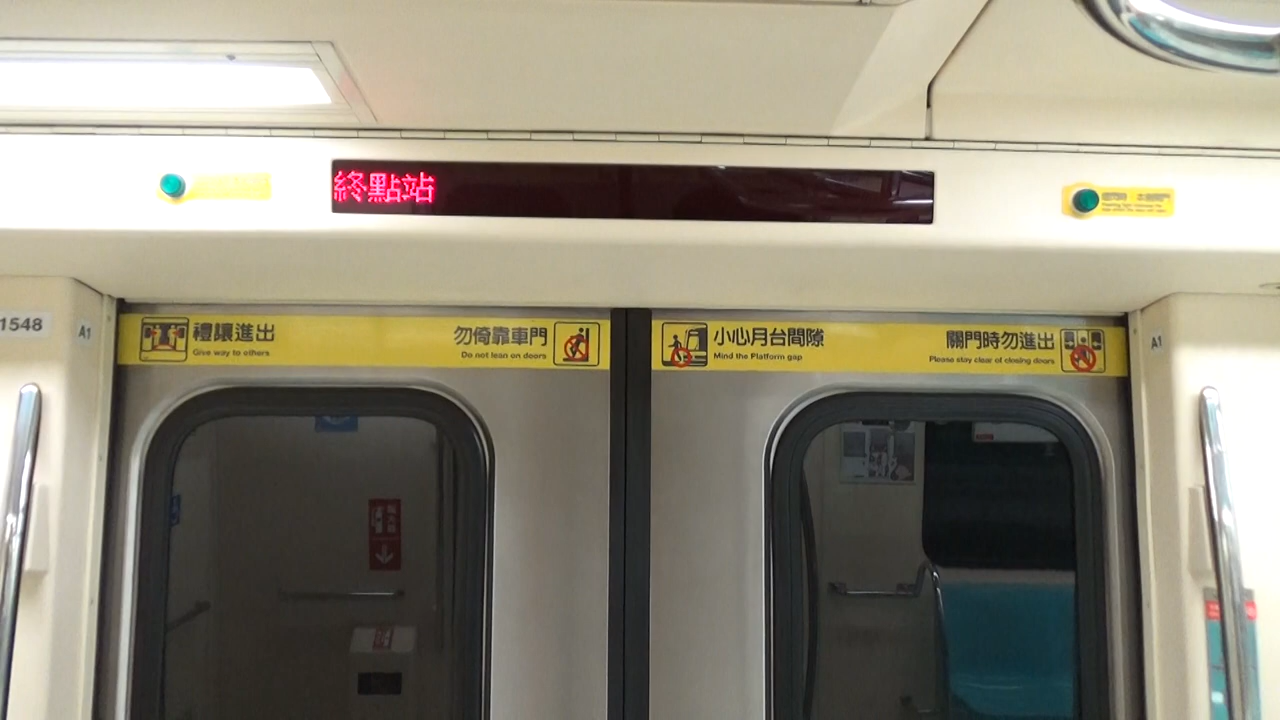 終點站
1548
A1
禮讓進出
Give way to others
勿倚靠車門
Do not lean on doors
小心月台間隙
Mind the Platform gap
關門時勿進出
Please stay clear of closing doors
A1